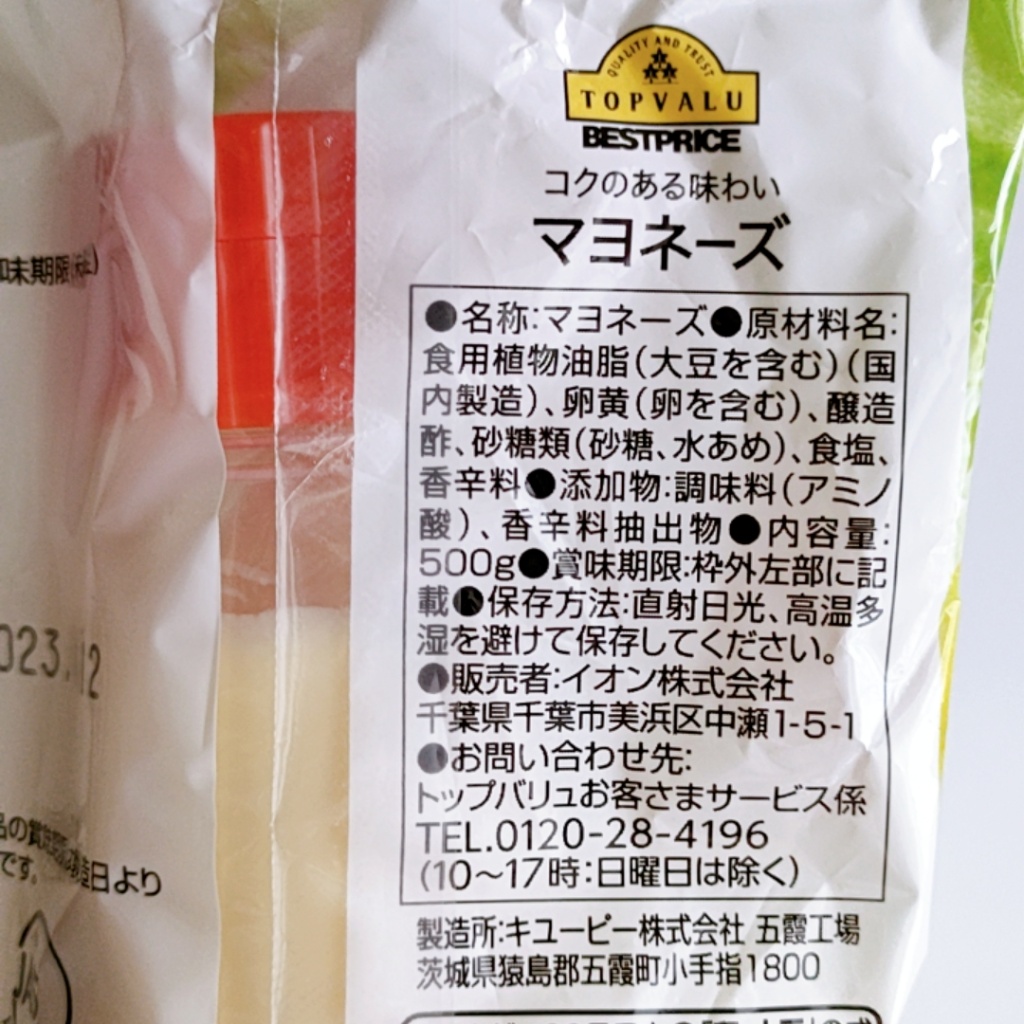 QUALITY AND TRUST
TOPVALU
BESTPRICE
コクのある味わい
マヨネーズ
●名称:マヨネーズ●原材料名:
食用植物油脂(大豆を含む)(国
内製造)、卵黄(卵を含む)、醸造
酢、砂糖類(砂糖、水あめ)、食塩、
香辛料●添加物:調味料(アミノ
酸)、香辛料抽出物●内容量:
500g●賞味期限:枠外左部に記
載●保存方法:直射日光、高温多
湿を避けて保存してください。
●販売者:イオン株式会社
千葉県千葉市美浜区中瀬1-5-1
●お問い合わせ先:
トップバリュお客さまサービス係
TEL.0120-28-4196
(10〜17時:日曜日は除く)
製造所:キユーピー株式会社 五霞工場
茨城県猿島郡五霞町小手指1800
味期限
023.12
日より
です。